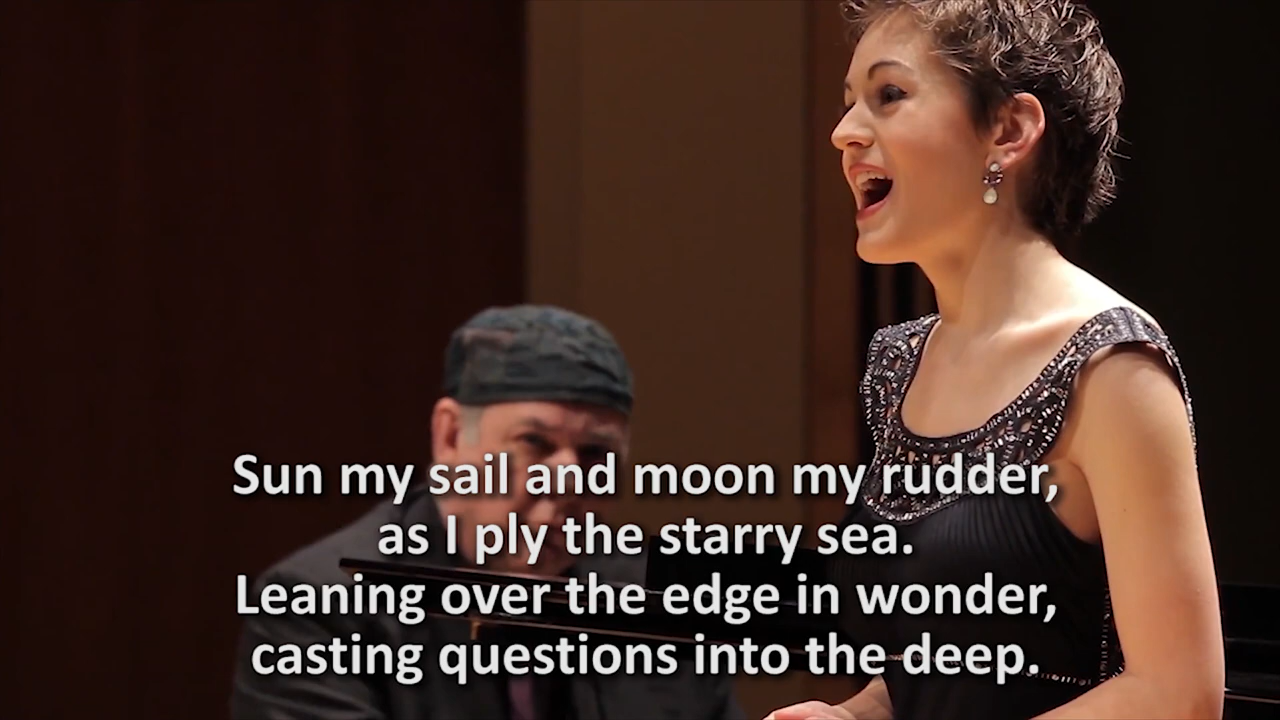 Sun my sail and moon my rudder,
as I ply the starry sea.
Leaning over the edge in wonder,
casting questions into the deep.